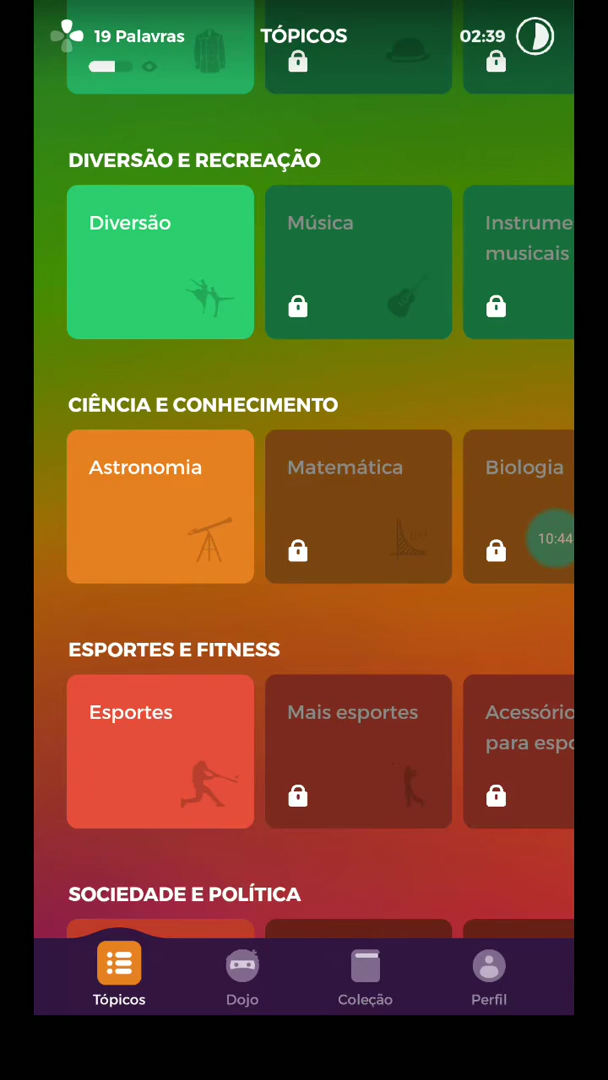 19 Palavras
TÓPICOS
02:39
DIVERSÃO E RECREAÇÃO
Diversão
Música
Instrume
musicais
CIÊNCIA E CONHECIMENTO
Astronomia
Matemática
Biologia
10:44
ESPORTES E FITNESS
Esportes
Mais esportes
Acessório
para espo
SOCIEDADE E POLÍTICA
Tópicos
Dojo
Coleção
Perfil